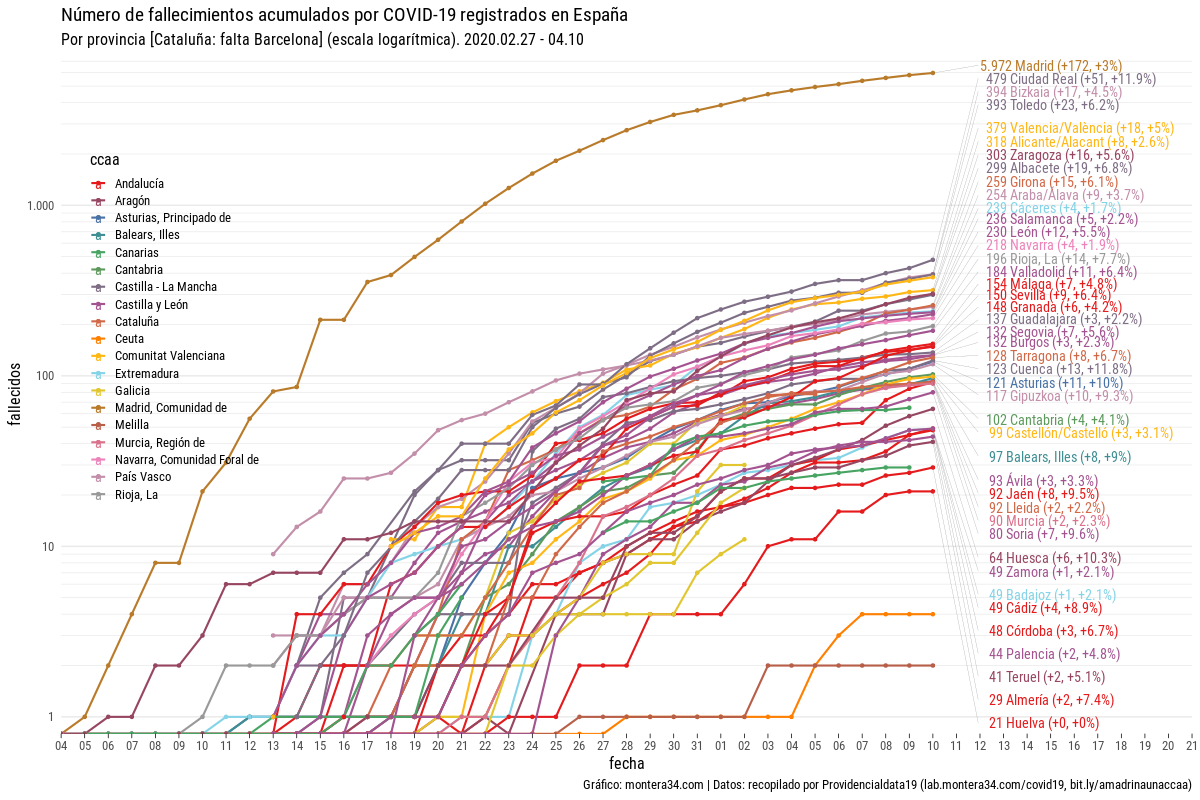 Número de fallecimientos acumulados por COVID-19 registrados en España
Por provincia [Cataluña: falta Barcelona] (escala logarítmica). 2020.02.27 - 04.10
5.972 Madrid (+172, +3%)
479 Ciudad Real (+51, +11.9%)
394 Bizkaia (+17, +4.5%)
393 Toledo (+23, +6.2%)
379 Valencia/València (+18, +5%)
318 Alicante/Alacant (+8, +2.6%)
303 Zaragoza (+16, +5.6%)
299 Albacete (+19, +6.8%)
259 Girona (+15, +6.1%)
254 Araba/Álava (+9, +3.7%)
239 Cáceres (+4, +1.7%)
236 Salamanca (+5, +2.2%)
230 León (+12, +5.5%)
218 Navarra (+4, +1.9%)
196 Rioja, La (+14, +7.7%)
184 Valladolid (+11, +6.4%)
154 Málaga (+7, +4.8%)
150 Sevilla (+9, +6.4%)
148 Granada (+6, +4.2%)
137 Guadalajara (+3, +2.2%)
132 Segovia (+7, +5.6%)
132 Burgos (+3, +2.3%)
128 Tarragona (+8, +6.7%)
123 Cuenca (+13, +11.8%)
121 Asturias (+11, +10%)
117 Gipuzkoa (+10, +9.3%)
102 Cantabria (+4, +4.1%)
99 Castellón/Castelló (+3, +3.1%)
97 Balears, Illes (+8, +9%)
93 Ávila (+3, +3.3%)
92 Jaén (+8, +9.5%)
92 Lleida (+2, +2.2%)
90 Murcia (+2, +2.3%)
80 Soria (+7, +9.6%)
64 Huesca (+6, +10.3%)
49 Zamora (+1, +2.1%)
49 Badajoz (+1, +2.1%)
49 Cádiz (+4, +8.9%)
48 Córdoba (+3, +6.7%)
44 Palencia (+2, +4.8%)
41 Teruel (+2, +5.1%)
29 Almería (+2, +7.4%)
21 Huelva (+0, +0%)
ccaa
Andalucía
Aragón
Asturias, Principado de
Balears, Illes
Canarias
Cantabria
Castilla - La Mancha
Castilla y León
Cataluña
Ceuta
Comunitat Valenciana
Extremadura
Galicia
Madrid, Comunidad de
Melilla
Murcia, Región de
Navarra, Comunidad Foral de
País Vasco
Rioja, La
fallecidos
1.000
100
10
1
04 05 06 07 08 09 10 11 12 13 14 15 16 17 18 19 20 21 22 23 24 25 26 27 28 29 30 31 01 02 03 04 05 06 07 08 09 10 11 12 13 14 15 16 17 18 19 20 21
fecha
Gráfico: montera34.com | Datos: recopilado por Providencialdata19 (lab.montera34.com/covid19, bit.ly/amadrinaunaccaa)